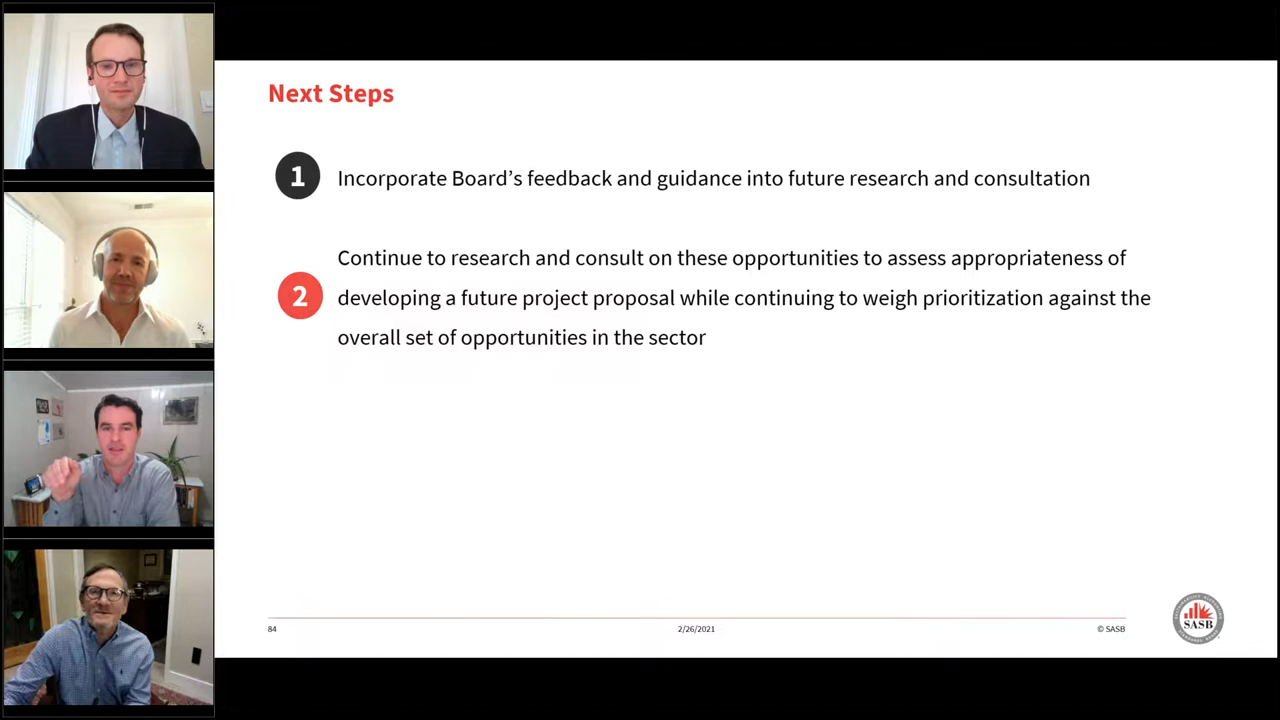 Next Steps
1
Incorporate Board’s feedback and guidance into future research and consultation
2
Continue to research and consult on these opportunities to assess appropriateness of
developing a future project proposal while continuing to weigh prioritization against the
overall set of opportunities in the sector
84
2/26/2021
© SASB
SASB